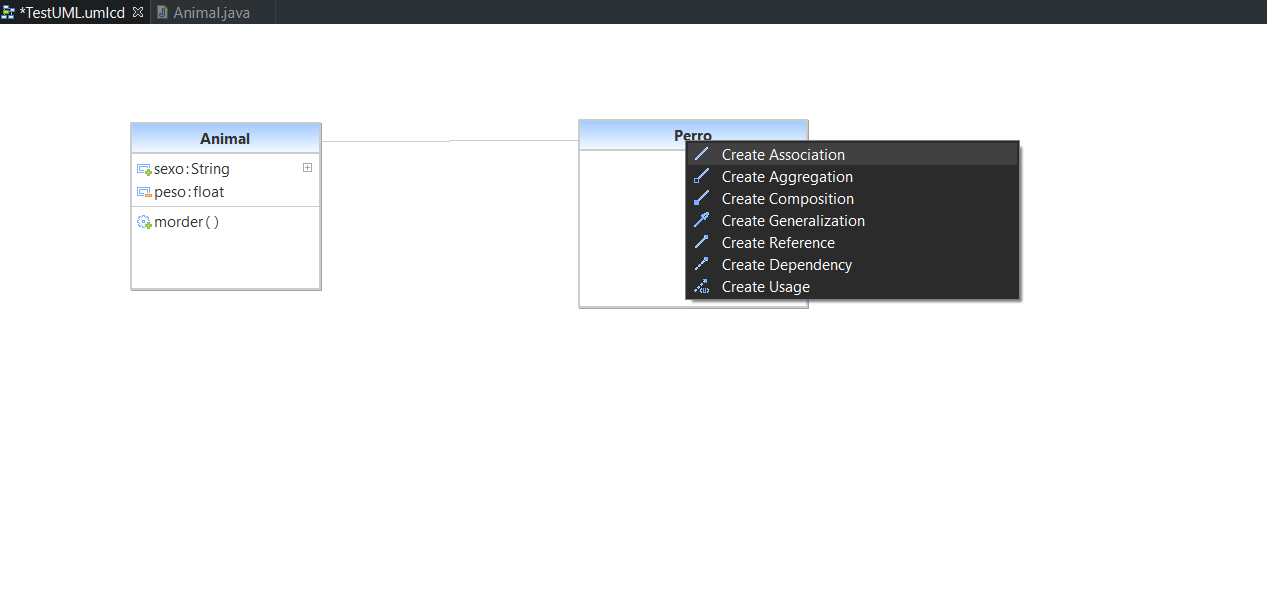 *TestUML.umlcd
Animal.java
Animal
sexo:String
peso:float
morder()
Perro
Create Association
Create Aggregation
Create Composition
Create Generalization
Create Reference
Create Dependency
Create Usage